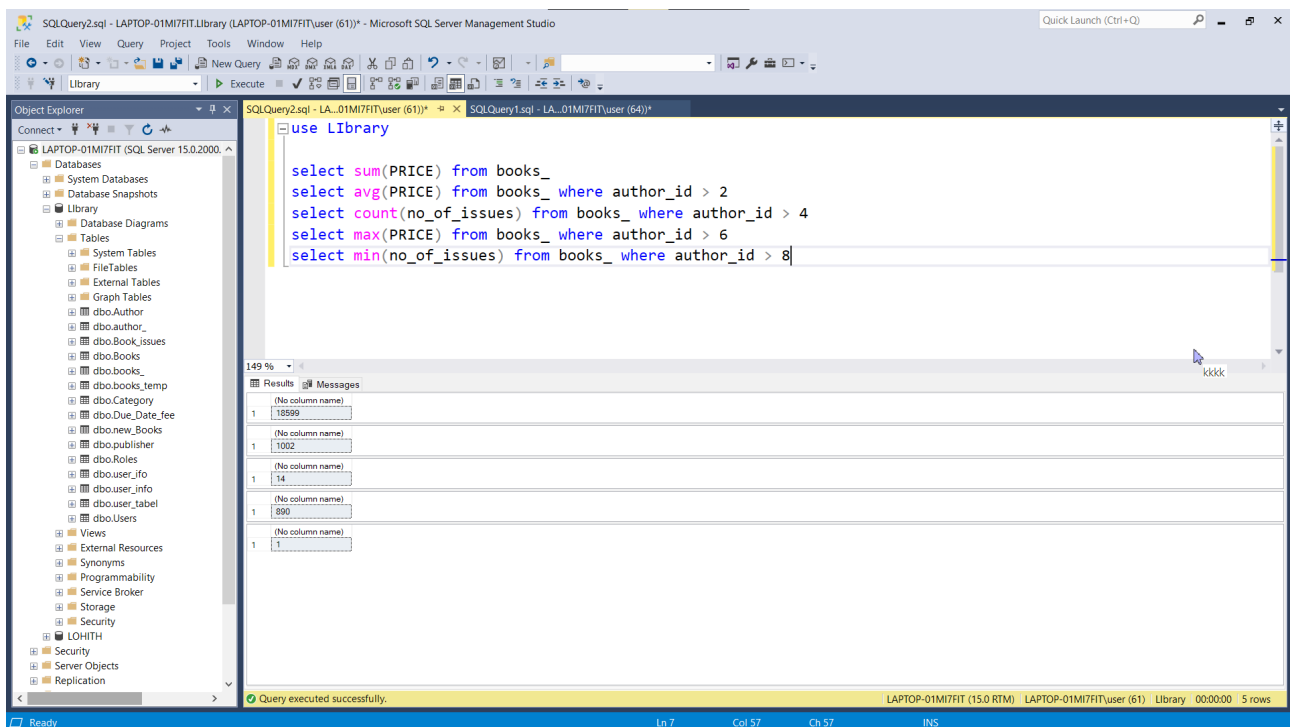 SQLQuery2.sql - LAPTOP-01MI7FIT.LIbrary (LAPTOP-01MI7FIT\user (61))* - Microsoft SQL Server Management Studio
Quick Launch (Ctrl+Q)
File Edit View Query Project Tools Window Help
New Query
LIbrary
Execute
Object Explorer
Connect
LAPTOP-01MI7FIT (SQL Server 15.0.2000.
Databases
System Databases
Database Snapshots
LIbrary
Database Diagrams
Tables
System Tables
FileTables
External Tables
Graph Tables
dbo.Author
dbo.author_
dbo.Book_issues
dbo.Books
dbo.books_
dbo.books_temp
dbo.Category
dbo.Due_Date_fee
dbo.new_Books
dbo.publisher
dbo.Roles
dbo.user_ifo
dbo.user_info
dbo.user_tabel
dbo.Users
Views
External Resources
Synonyms
Programmability
Service Broker
Storage
Security
LOHITH
Security
Server Objects
Replication
SQLQuery2.sql - LA...01MI7FIT\user (61))*
SQLQuery1.sql - LA...01MI7FIT\user (64))*
use LIbrary
select sum(PRICE) from books_
select avg(PRICE) from books_ where author_id > 2
select count(no_of_issues) from books_ where author_id > 4
select max(PRICE) from books_ where author_id > 6
select min(no_of_issues) from books_ where author_id > 8
kkkk
149 %
Results Messages
(No column name)
1 18599
(No column name)
1 1002
(No column name)
1 14
(No column name)
1 890
(No column name)
1 1
Query executed successfully.
LAPTOP-01MI7FIT (15.0 RTM) LAPTOP-01MI7FIT\user (61) LIbrary 00:00:00 5 rows
Ready
Ln 7 Col 57 Ch 57 INS